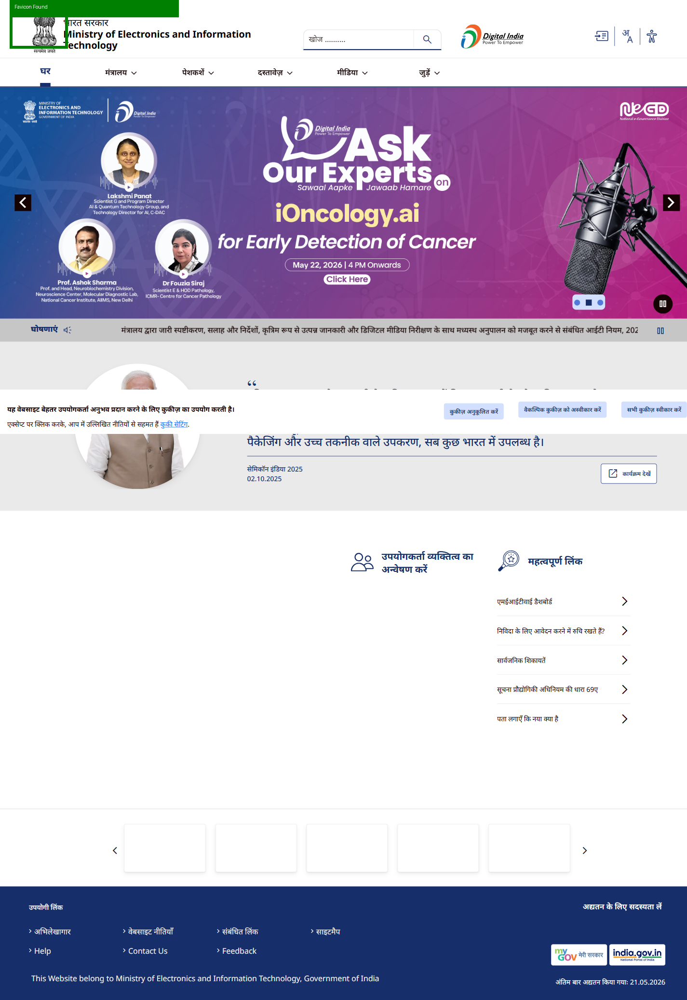 Favicon Found
भारत सरकार
Ministry of Electronics and Information
Technology
सत्यमेव जयते
खोज ..........
Digital India
Power To Empower
अ
A
घर
मंत्रालय
पेशकशें
दस्तावेज़
मीडिया
जुड़ें
MINISTRY OF
ELECTRONICS AND
INFORMATION TECHNOLOGY
GOVERNMENT OF INDIA
सत्यमेव जयते
Digital India
Power To Empower
NeGD
National e-Governance Division
Digital India
Power To Empower
Ask
Our Experts
Sawaal Aapke Jawaab Hamare
on
iOncology.ai
for Early Detection of Cancer
May 22, 2026 | 4 PM Onwards
Click Here
Lakshmi Panat
Scientist G and Program Director
AI & Quantum Technology Group, and
Technology Director for AI, C-DAC
Prof. Ashok Sharma
Prof. and Head, Neurobiochemistry Division,
Neuroscience Center, Molecular Diagnostic Lab,
National Cancer Institute, AIIMS, New Delhi
Dr Fouzia Siraj
Scientist E & HOD Pathology,
ICMR- Centre for Cancer Pathology
घोषणाएं
मंत्रालय द्वारा जारी स्पष्टीकरण, सलाह और निर्देशों, कृत्रिम रूप से उत्पन्न जानकारी और डिजिटल मीडिया निरीक्षण के साथ मध्यस्थ अनुपालन को मजबूत करने से संबंधित आईटी नियम, 202
“
यह वेबसाइट बेहतर उपयोगकर्ता अनुभव प्रदान करने के लिए कुकीज़ का उपयोग करती है।
एक्सेप्ट पर क्लिक करके, आप में उल्लिखित नीतियों से सहमत हैं कुकी सेटिंग.
कुकीज़ अनुकूलित करें
वैकल्पिक कुकीज़ को अस्वीकार करें
सभी कुकीज़ स्वीकार करें
पैकेजिंग और उच्च तकनीक वाले उपकरण, सब कुछ भारत में उपलब्ध है।
सेमिकॉन इंडिया 2025
02.10.2025
कार्यक्रम देखें
उपयोगकर्ता व्यक्तित्व का
अन्वेषण करें
महत्वपूर्ण लिंक
एमईआईटीवाई डैशबोर्ड
निविदा के लिए आवेदन करने में रुचि रखते हैं?
सार्वजनिक शिकायतें
सूचना प्रौद्योगिकी अधिनियम की धारा 69ए
पता लगाएँ कि नया क्या है
उपयोगी लिंक
अद्यतन के लिए सदस्यता लें
अभिलेखागार
वेबसाइट नीतियाँ
संबंधित लिंक
साइटमैप
Help
Contact Us
Feedback
my
GOV मेरी सरकार
india.gov.in
National Portal of India
This Website belong to Ministry of Electronics and Information Technology, Government of India
अंतिम बार अद्यतन किया गया: 21.05.2026